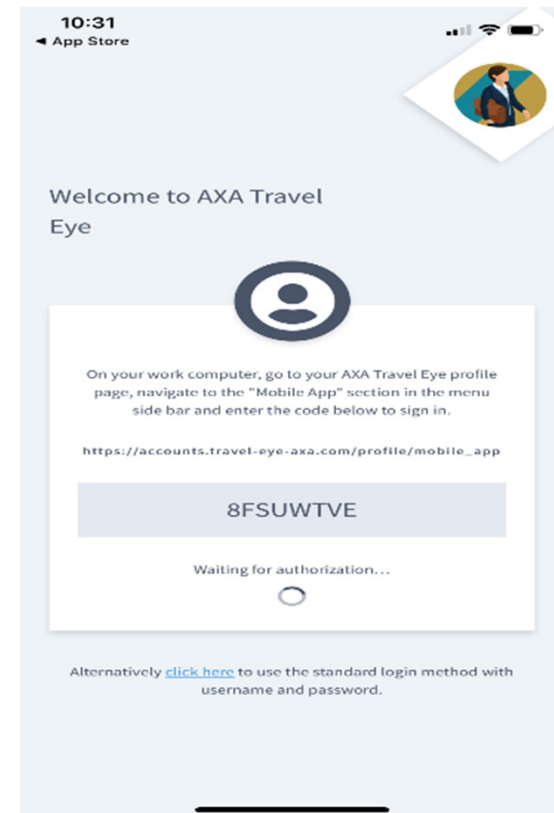 10:31
◀ App Store
Welcome to AXA Travel
Eye
On your work computer, go to your AXA Travel Eye profile
page, navigate to the "Mobile App" section in the menu
side bar and enter the code below to sign in.
https://accounts.travel-eye-axa.com/profile/mobile_app
8FSUWTVE
Waiting for authorization...
Alternatively click here to use the standard login method with
username and password.